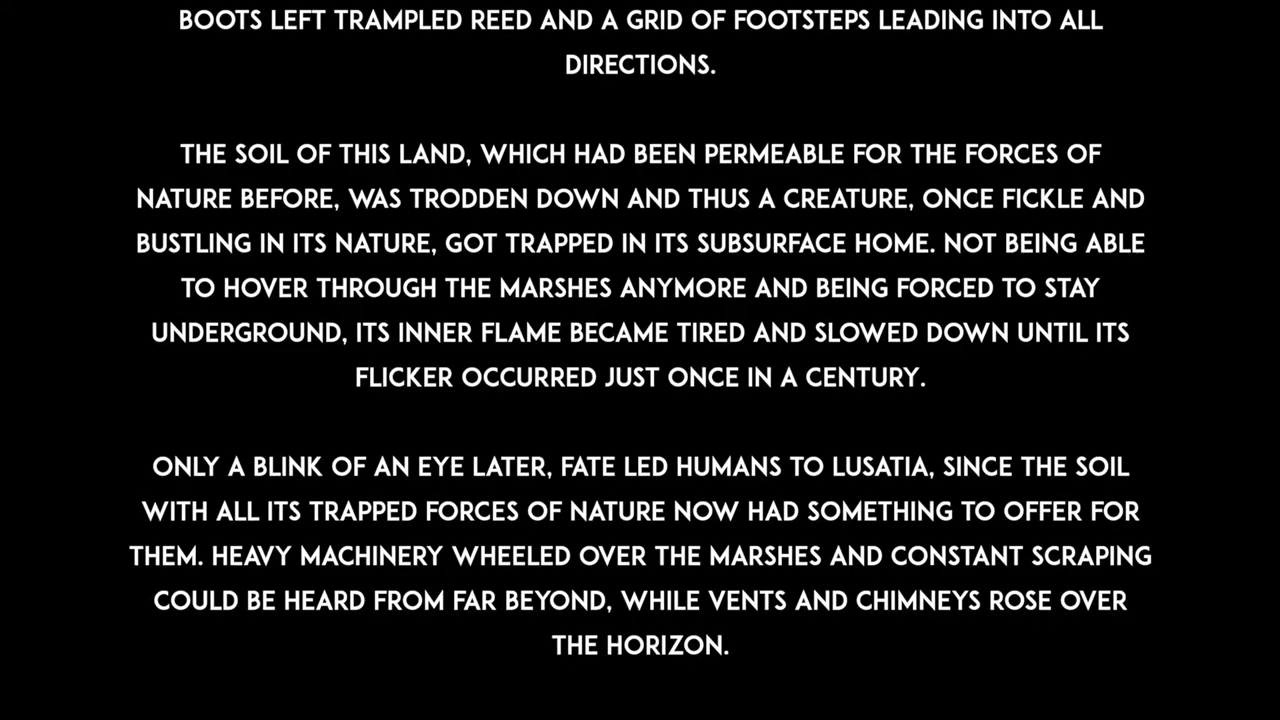 BOOTS LEFT TRAMPLED REED AND A GRID OF FOOTSTEPS LEADING INTO ALL
DIRECTIONS.
THE SOIL OF THIS LAND, WHICH HAD BEEN PERMEABLE FOR THE FORCES OF
NATURE BEFORE, WAS TRODDEN DOWN AND THUS A CREATURE, ONCE FICKLE AND
BUSTLING IN ITS NATURE, GOT TRAPPED IN ITS SUBSURFACE HOME. NOT BEING ABLE
TO HOVER THROUGH THE MARSHES ANYMORE AND BEING FORCED TO STAY
UNDERGROUND, ITS INNER FLAME BECAME TIRED AND SLOWED DOWN UNTIL ITS
FLICKER OCCURRED JUST ONCE IN A CENTURY.
ONLY A BLINK OF AN EYE LATER, FATE LED HUMANS TO LUSATIA, SINCE THE SOIL
WITH ALL ITS TRAPPED FORCES OF NATURE NOW HAD SOMETHING TO OFFER FOR
THEM. HEAVY MACHINERY WHEELED OVER THE MARSHES AND CONSTANT SCRAPING
COULD BE HEARD FROM FAR BEYOND, WHILE VENTS AND CHIMNEYS ROSE OVER
THE HORIZON.